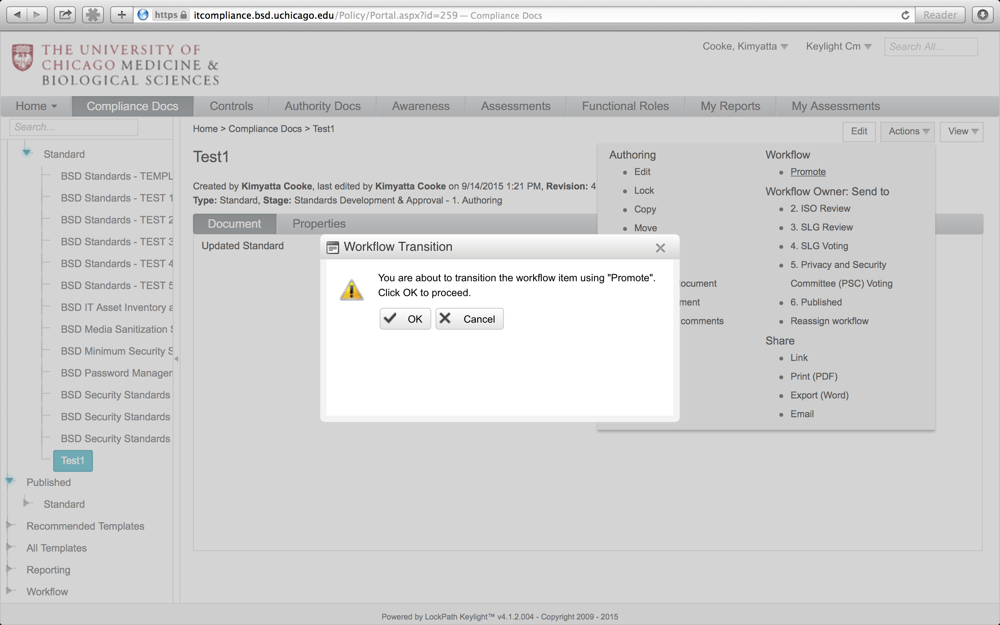 https itcompliance.bsd.uchicago.edu/Policy/Portal.aspx?id=259 — Compliance Docs
Reader
THE UNIVERSITY OF
CHICAGO MEDICINE &
BIOLOGICAL SCIENCES
Cooke, Kimyatta
Keylight Cm
Search All...
Home
Compliance Docs
Controls
Authority Docs
Awareness
Assessments
Functional Roles
My Reports
My Assessments
Search...
Standard
BSD Standards - TEMPL
BSD Standards - TEST 1
BSD Standards - TEST 2
BSD Standards - TEST 3
BSD Standards - TEST 4
BSD Standards - TEST 5
BSD IT Asset Inventory a
BSD Media Sanitization S
BSD Minimum Security S
BSD Password Managem
BSD Security Standards
BSD Security Standards
BSD Security Standards
Test1
Published
Standard
Recommended Templates
All Templates
Reporting
Workflow
Home > Compliance Docs > Test1
Edit
Actions
View
Test1
Created by Kimyatta Cooke, last edited by Kimyatta Cooke on 9/14/2015 1:21 PM, Revision: 4
Type: Standard, Stage: Standards Development & Approval - 1. Authoring
Document
Properties
Updated Standard
Authoring
Edit
Lock
Copy
Move
ocument
ment
comments
Workflow
Promote
Workflow Owner: Send to
2. ISO Review
3. SLG Review
4. SLG Voting
5. Privacy and Security
Committee (PSC) Voting
6. Published
Reassign workflow
Share
Link
Print (PDF)
Export (Word)
Email
Workflow Transition
You are about to transition the workflow item using "Promote".
Click OK to proceed.
OK
Cancel
Powered by LockPath Keylight™ v4.1.2.004 - Copyright 2009 - 2015